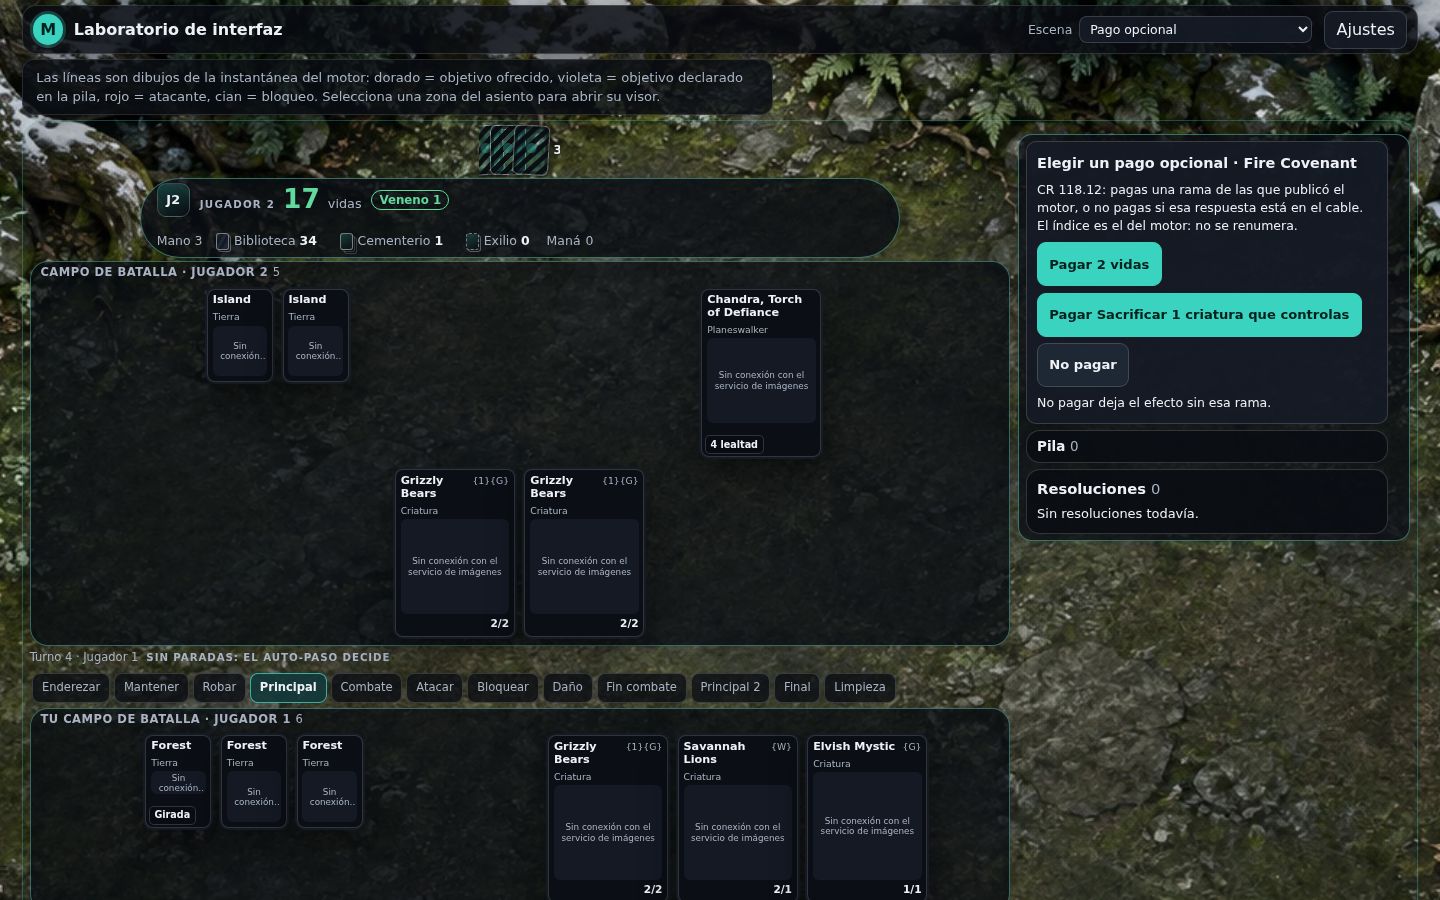 M Laboratorio de interfaz
Escena Pago opcional Ajustes
Las líneas son dibujos de la instantánea del motor: dorado = objetivo ofrecido, violeta = objetivo declarado
en la pila, rojo = atacante, cian = bloqueo. Selecciona una zona del asiento para abrir su visor.
3
J2 JUGADOR 2 17 vidas Veneno 1
Mano 3 Biblioteca 34 Cementerio 1 Exilio 0 Maná 0
CAMPO DE BATALLA · JUGADOR 2 5
Island
Tierra
Sin
conexión..
Island
Tierra
Sin
conexión..
Chandra, Torch
of Defiance
Planeswalker
Sin conexión con el
servicio de imágenes
4 lealtad
Grizzly
Bears
{1}{G}
Criatura
Sin conexión con el
servicio de imágenes
2/2
Grizzly
Bears
{1}{G}
Criatura
Sin conexión con el
servicio de imágenes
2/2
Turno 4 · Jugador 1 SIN PARADAS: EL AUTO-PASO DECIDE
Enderezar Mantener Robar Principal Combate Atacar Bloquear Daño Fin combate Principal 2 Final Limpieza
TU CAMPO DE BATALLA · JUGADOR 1 6
Forest
Tierra
Sin
conexión..
Girada
Forest
Tierra
Sin
conexión..
Forest
Tierra
Sin
conexión..
Grizzly
Bears
{1}{G}
Criatura
Sin conexión con el
servicio de imágenes
2/2
Savannah
Lions
{W}
Criatura
Sin conexión con el
servicio de imágenes
2/1
Elvish Mystic {G}
Criatura
Sin conexión con el
servicio de imágenes
1/1
Elegir un pago opcional · Fire Covenant
CR 118.12: pagas una rama de las que publicó el
motor, o no pagas si esa respuesta está en el cable.
El índice es el del motor: no se renumera.
Pagar 2 vidas
Pagar Sacrificar 1 criatura que controlas
No pagar
No pagar deja el efecto sin esa rama.
Pila 0
Resoluciones 0
Sin resoluciones todavía.